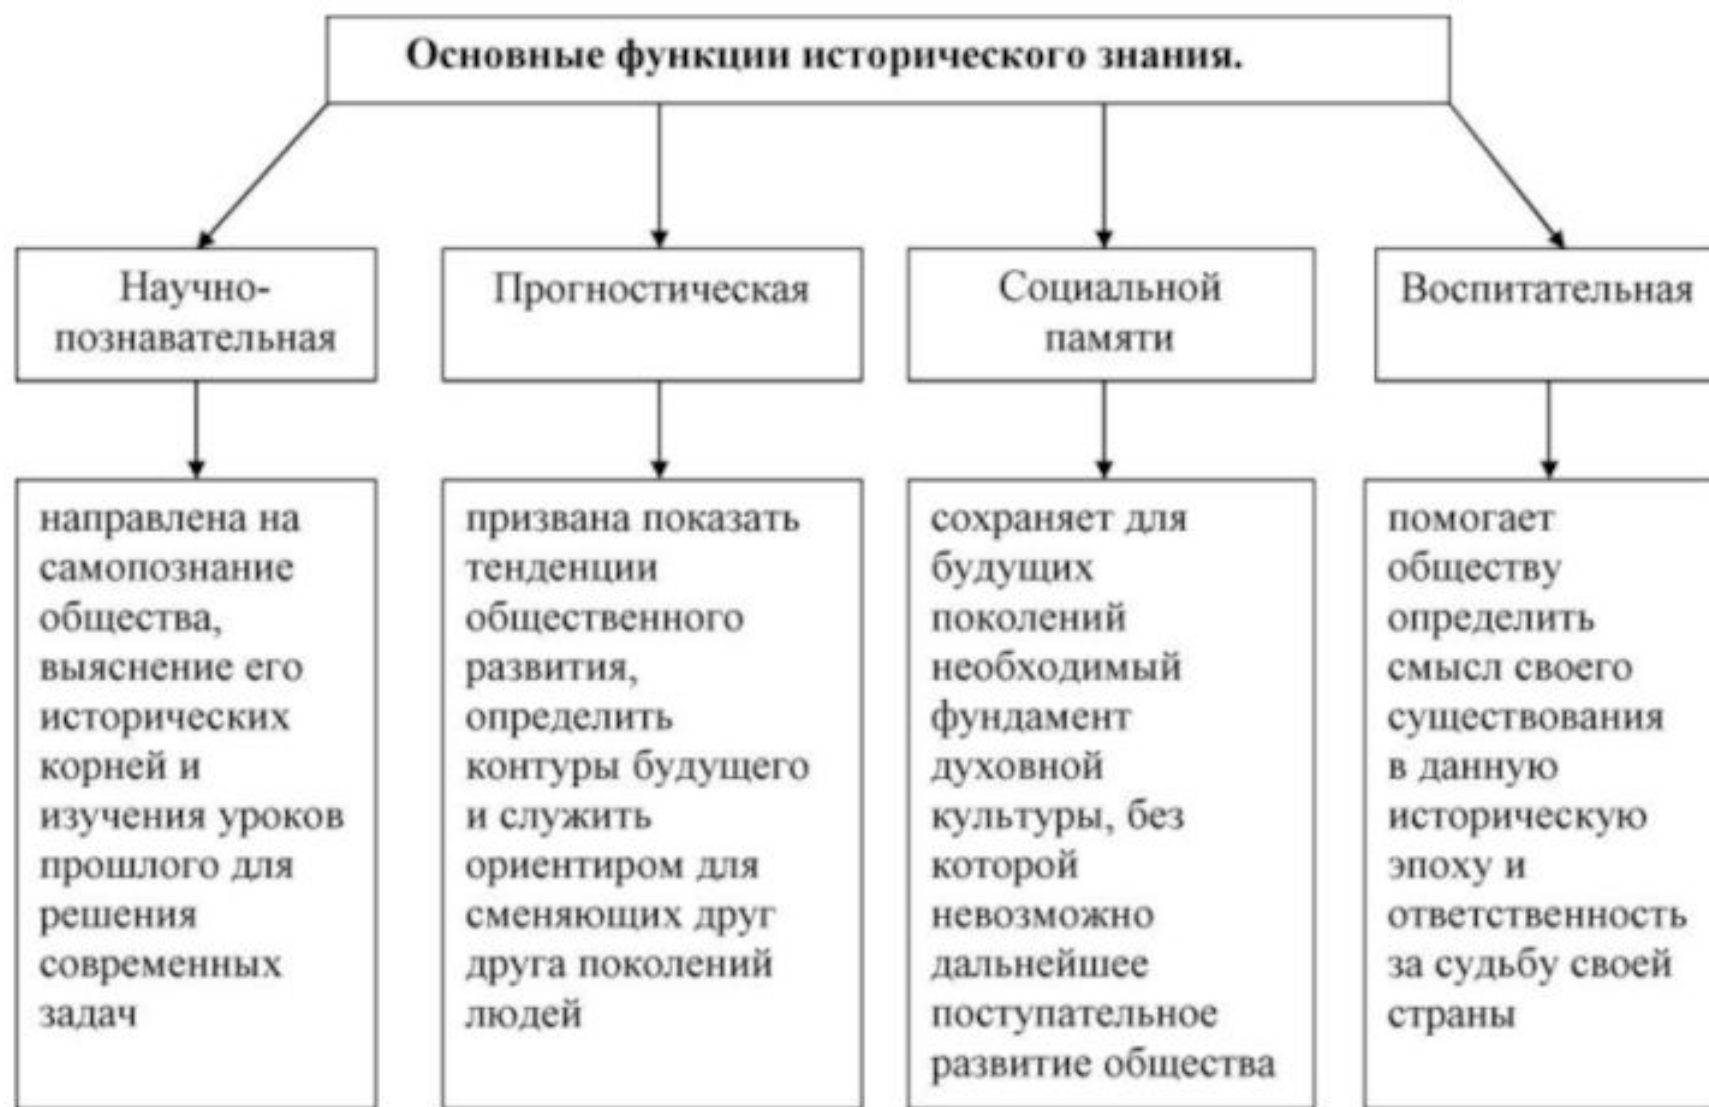 Основные функции исторического знания.
Научно-
познавательная
Прогностическая
Социальной
памяти
Воспитательная
направлена на
самопознание
общества,
выяснение его
исторических
корней и
изучения уроков
прошлого для
решения
современных
задач
призвана показать
тенденции
общественного
развития,
определить
контуры будущего
и служить
ориентиром для
сменяющих друг
друга поколений
людей
сохраняет для
будущих
поколений
необходимый
фундамент
духовной
культуры, без
которой
невозможно
дальнейшее
поступательное
развитие общества
помогает
обществу
определить
смысл своего
существования
в данную
историческую
эпоху и
ответственность
за судьбу своей
страны